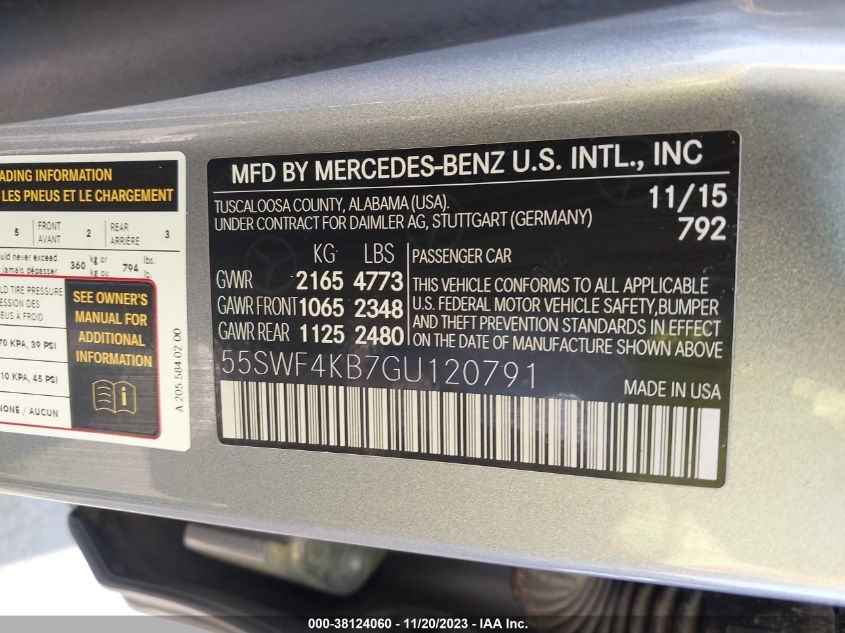 ADING INFORMATION
LES PNEUS ET LE CHARGEMENT
5 FRONT AVANT 2 REAR ARRIÈRE 3
uld never exceed 360 kg or 794 lbs.
jamais dépasser kg ou lb.
LD TIRE PRESSURE
RESSION DES
EUS À FROID
SEE OWNER'S
MANUAL FOR
ADDITIONAL
INFORMATION
70 KPA, 39 PSI
10 KPA, 45 PSI
NONE / AUCUN
A 205 584 02 00
MFD BY MERCEDES-BENZ U.S. INTL., INC
TUSCALOOSA COUNTY, ALABAMA (USA). 11/15
UNDER CONTRACT FOR DAIMLER AG, STUTTGART (GERMANY) 792
KG LBS PASSENGER CAR
GVWR 2165 4773
GAWR FRONT 1065 2348
GAWR REAR 1125 2480
THIS VEHICLE CONFORMS TO ALL APPLICABLE
U.S. FEDERAL MOTOR VEHICLE SAFETY, BUMPER
AND THEFT PREVENTION STANDARDS IN EFFECT
ON THE DATE OF MANUFACTURE SHOWN ABOVE.
55SWF4KB7GU120791
MADE IN USA
000-38124060 - 11/20/2023 - IAA Inc.